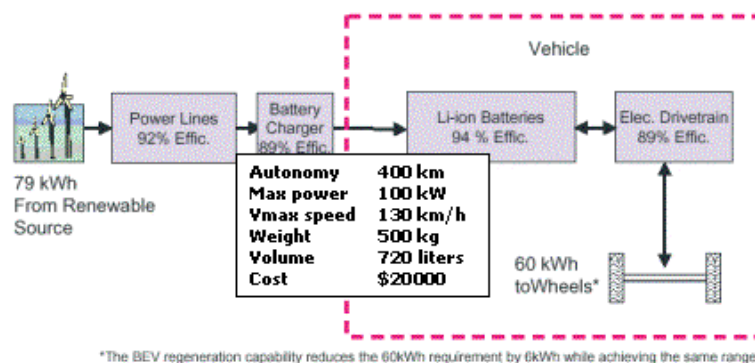 Vehicle
Power Lines
92% Effic.
Battery
Charger
89% Effic.
Li-ion Batteries
94 % Effic.
Elec. Drivetrain
89% Effic.
79 kWh
From Renewable
Source
Autonomy 400 km
Max power 100 kW
Vmax speed 130 km/h
Weight 500 kg
Volume 720 liters
Cost $20000
60 kWh
toWheels*
*The BEV regeneration capability reduces the 60kWh requirement by 6kWh while achieving the same range